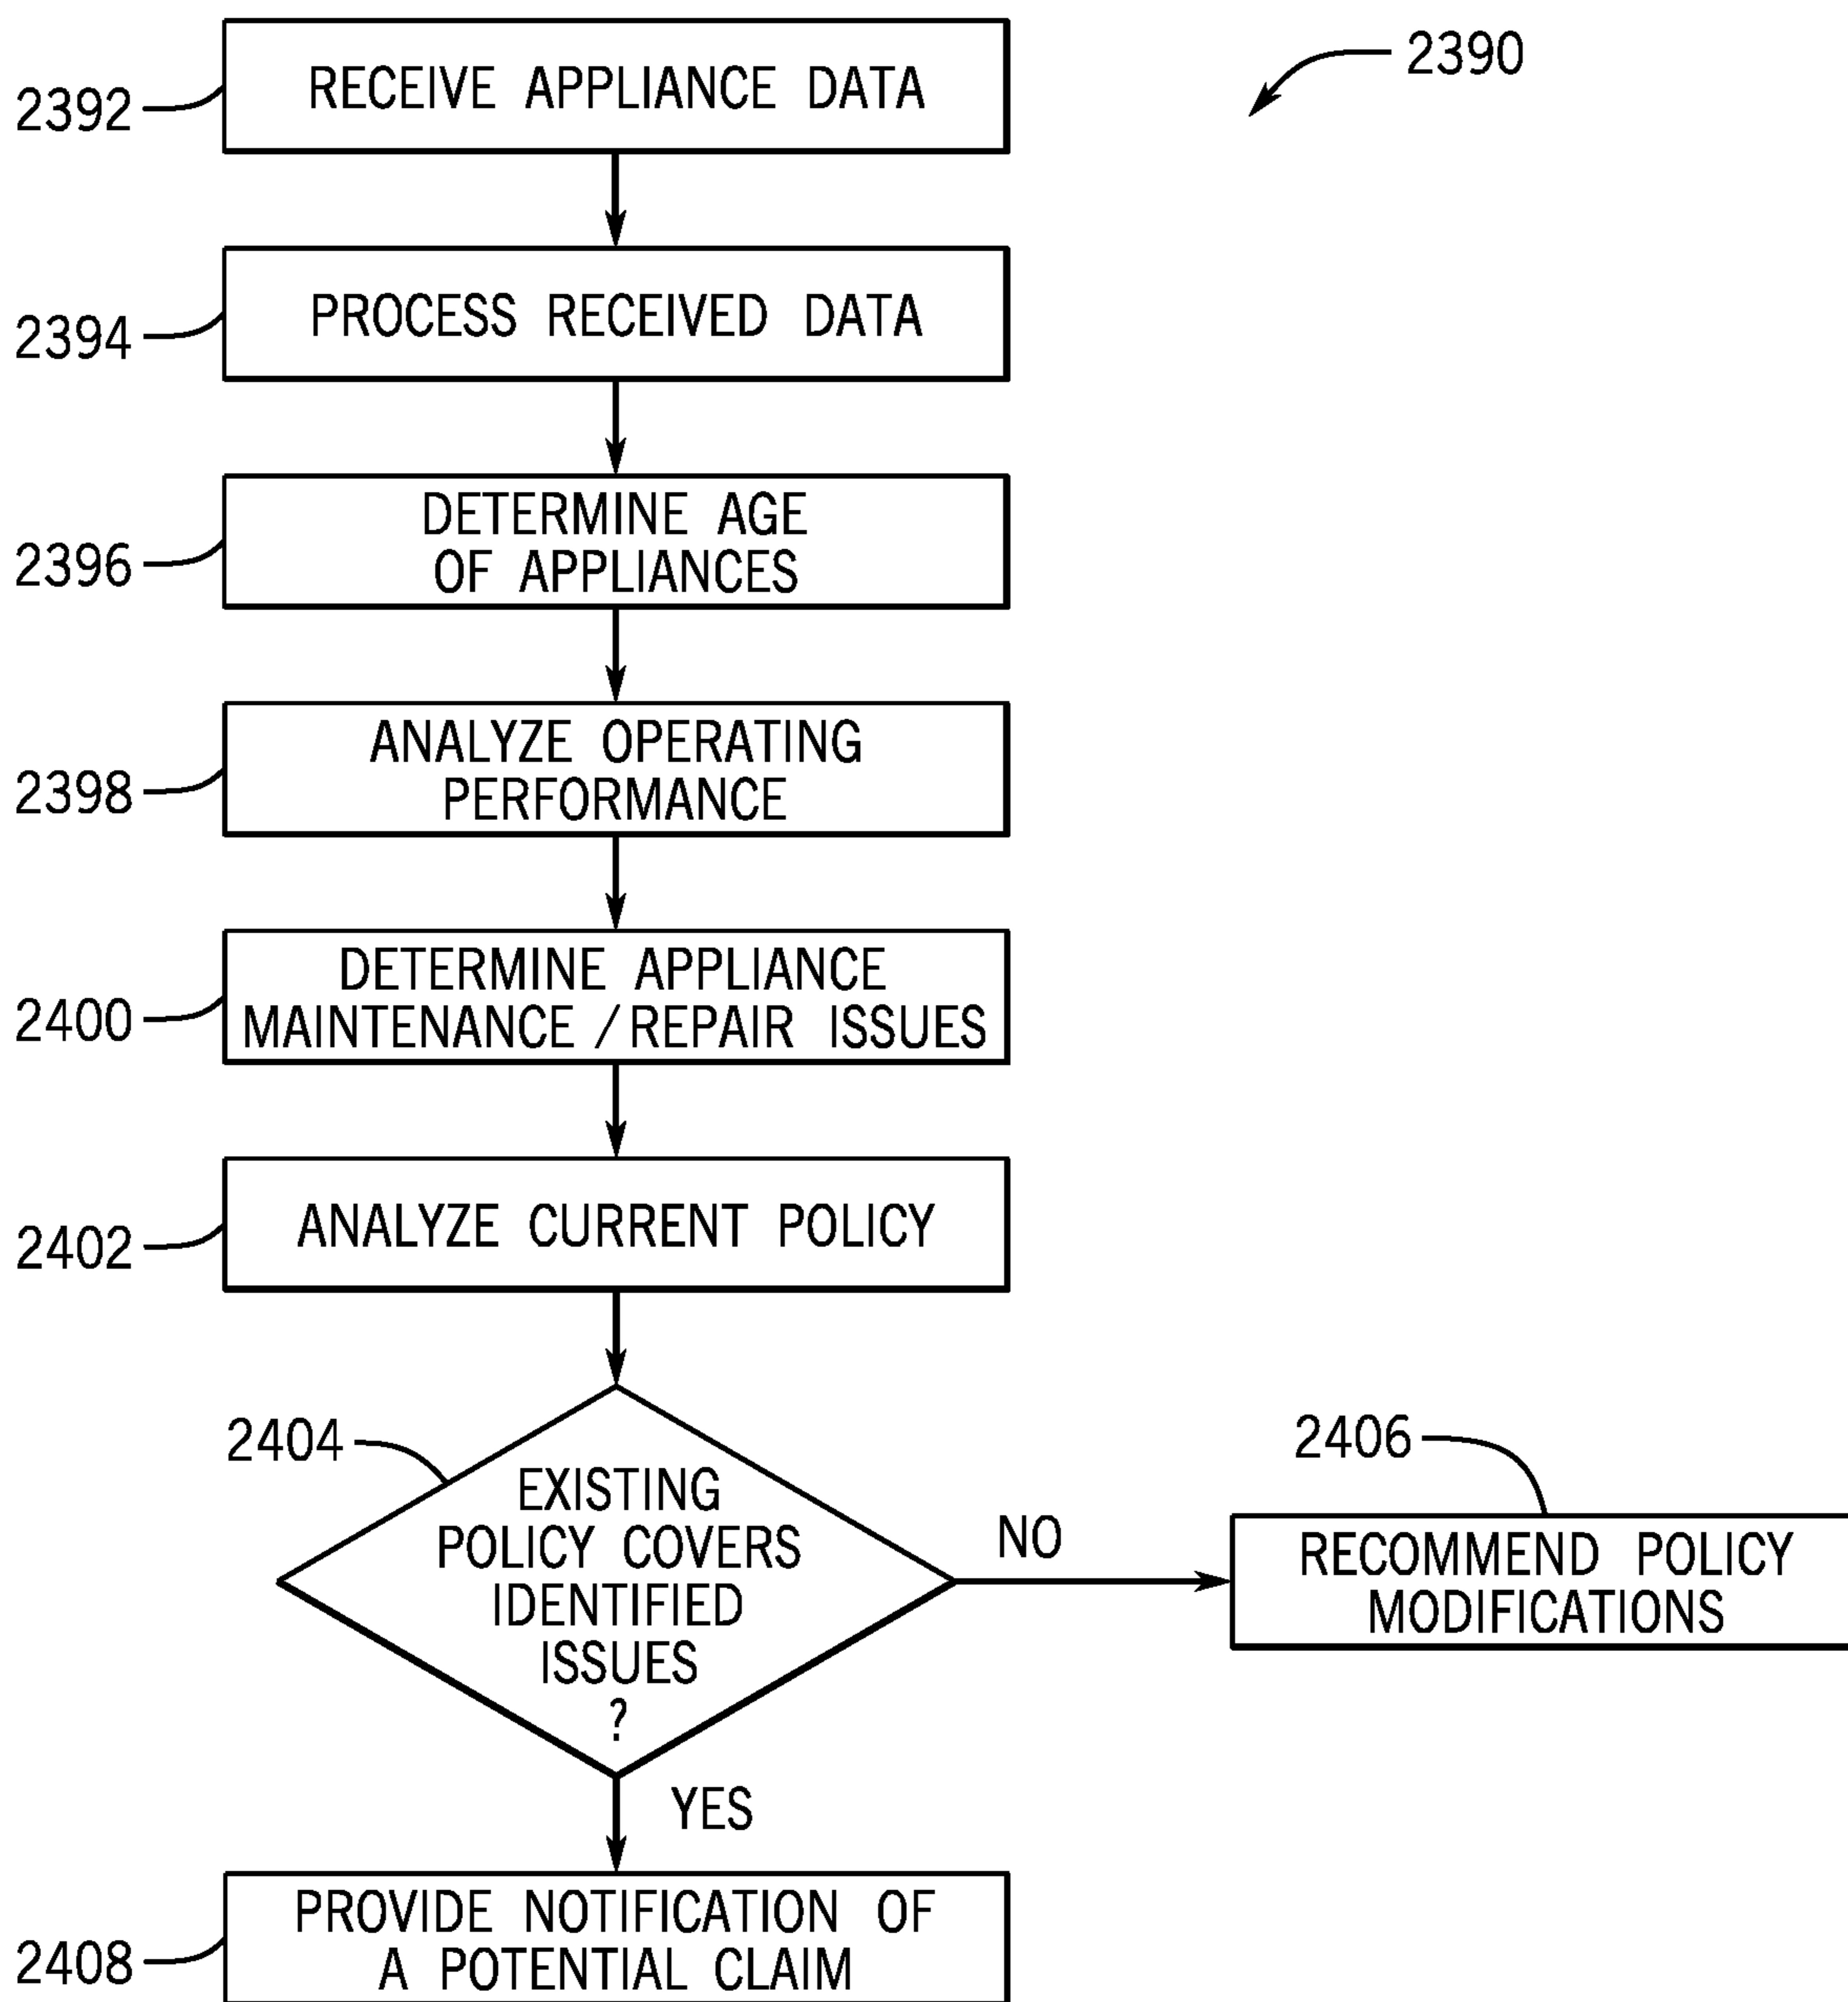 2390
2392
RECEIVE APPLIANCE DATA
2394
PROCESS RECEIVED DATA
2396
DETERMINE AGE
OF APPLIANCES
2398
ANALYZE OPERATING
PERFORMANCE
2400
DETERMINE APPLIANCE
MAINTENANCE / REPAIR ISSUES
2402
ANALYZE CURRENT POLICY
2404
EXISTING
POLICY COVERS
IDENTIFIED
ISSUES
?
NO
2406
RECOMMEND POLICY
MODIFICATIONS
YES
2408
PROVIDE NOTIFICATION OF
A POTENTIAL CLAIM